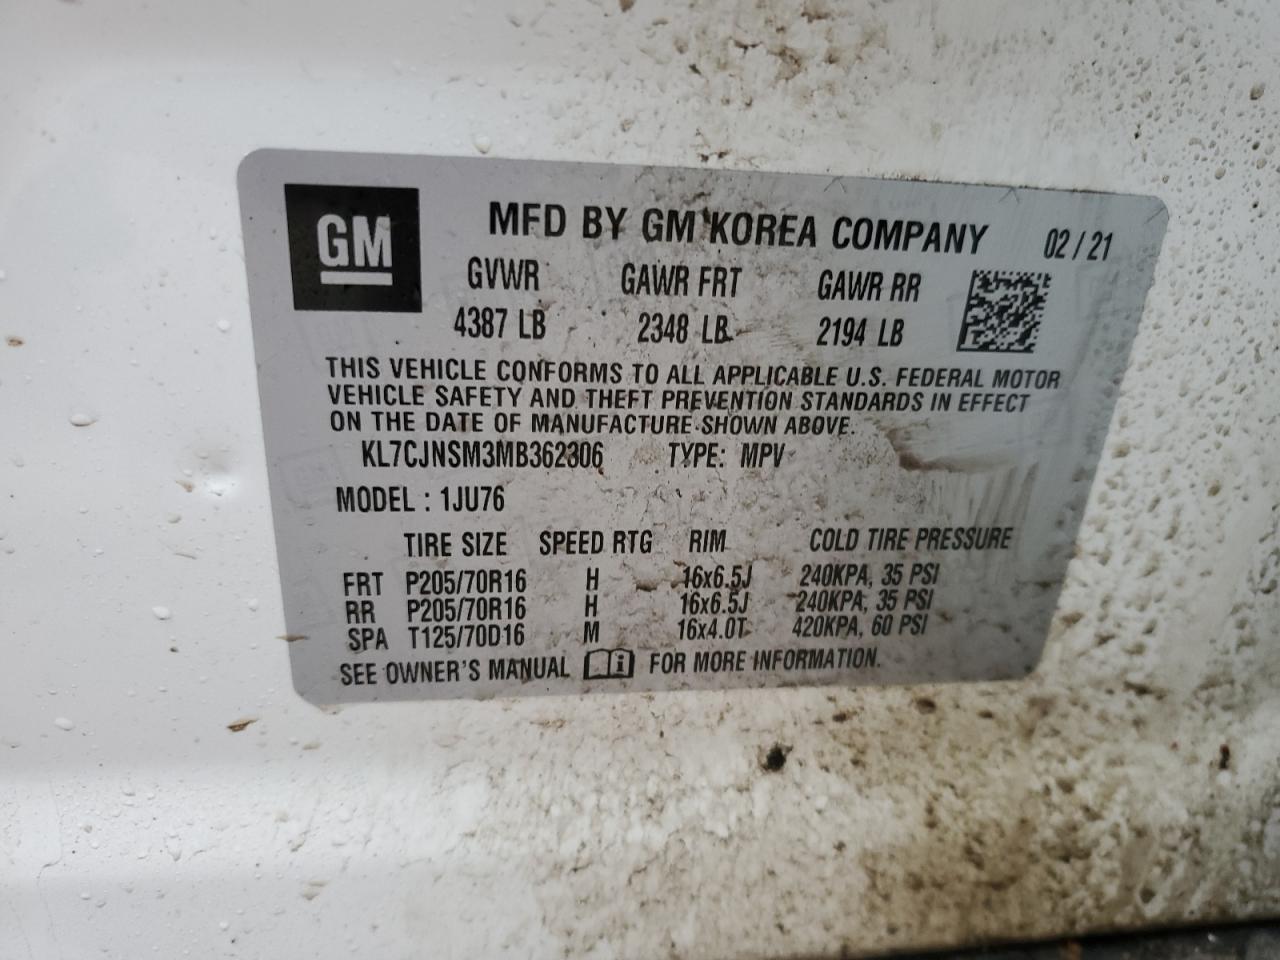 GM
MFD BY GM KOREA COMPANY 02/21
GVWR GAWR FRT GAWR RR
4387 LB 2348 LB 2194 LB
THIS VEHICLE CONFORMS TO ALL APPLICABLE U.S. FEDERAL MOTOR
VEHICLE SAFETY AND THEFT PREVENTION STANDARDS IN EFFECT
ON THE DATE OF MANUFACTURE SHOWN ABOVE.
KL7CJNSM3MB362306 TYPE: MPV
MODEL : 1JU76
TIRE SIZE SPEED RTG RIM COLD TIRE PRESSURE
FRT P205/70R16 H 16x6.5J 240KPA, 35 PSI
RR P205/70R16 H 16x6.5J 240KPA, 35 PSI
SPA T125/70D16 M 16x4.0T 420KPA, 60 PSI
SEE OWNER'S MANUAL i FOR MORE INFORMATION.